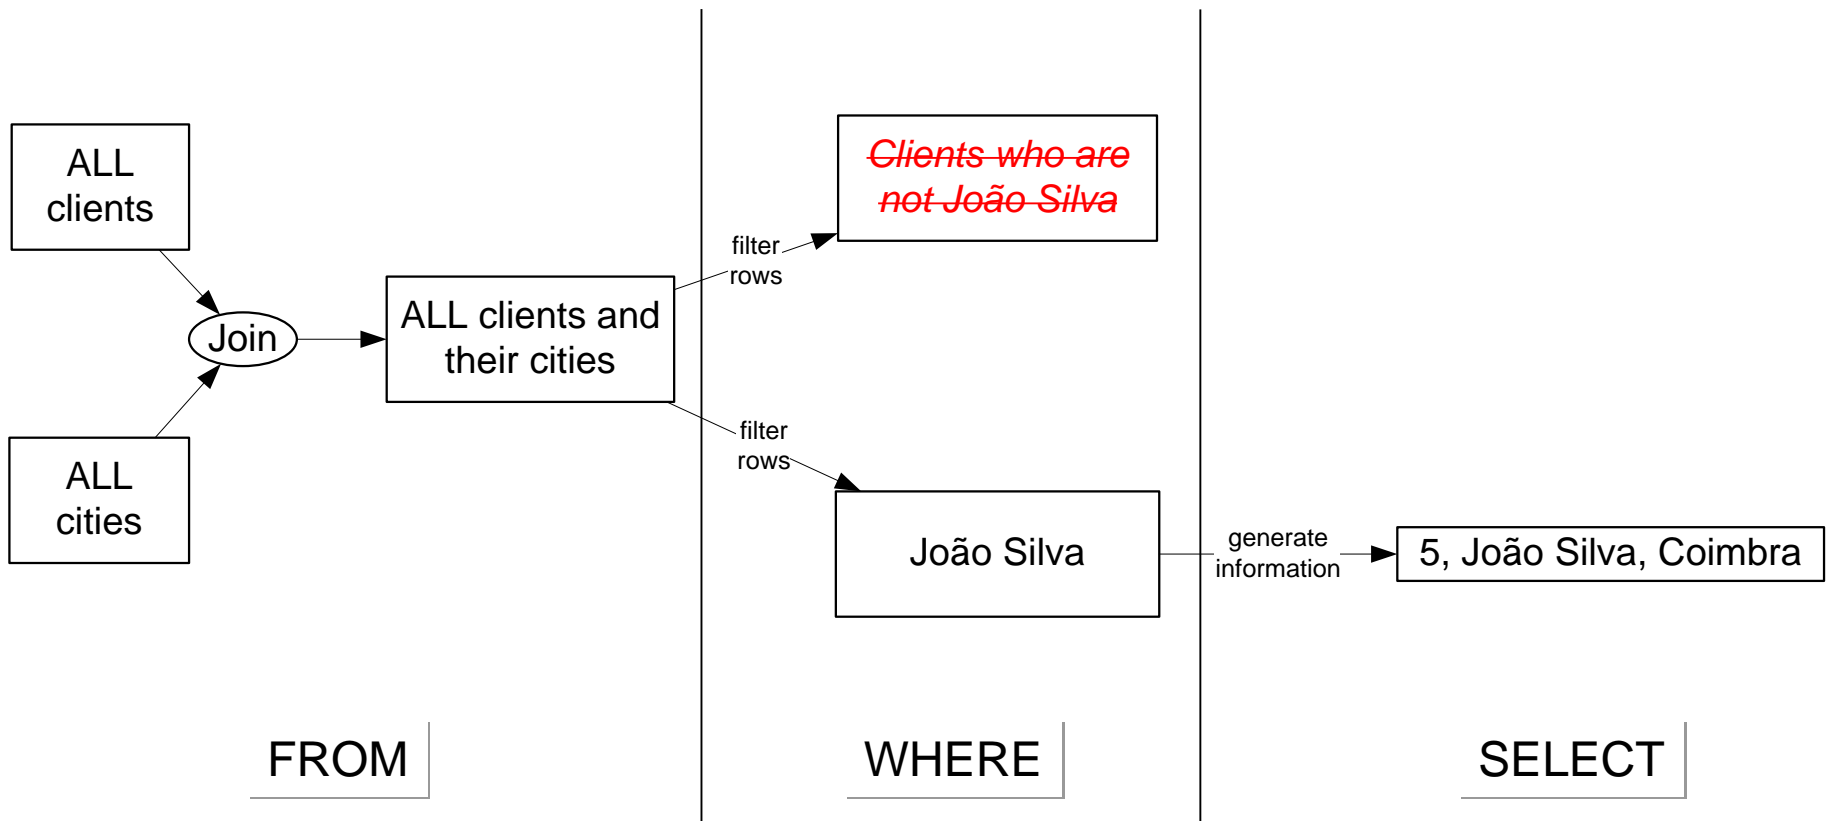 ALL
clients
Join
ALL
cities
ALL clients and
their cities
filter
rows
Clients who are
not João Silva
filter
rows
João Silva
generate
information
5, João Silva, Coimbra
FROM
WHERE
SELECT